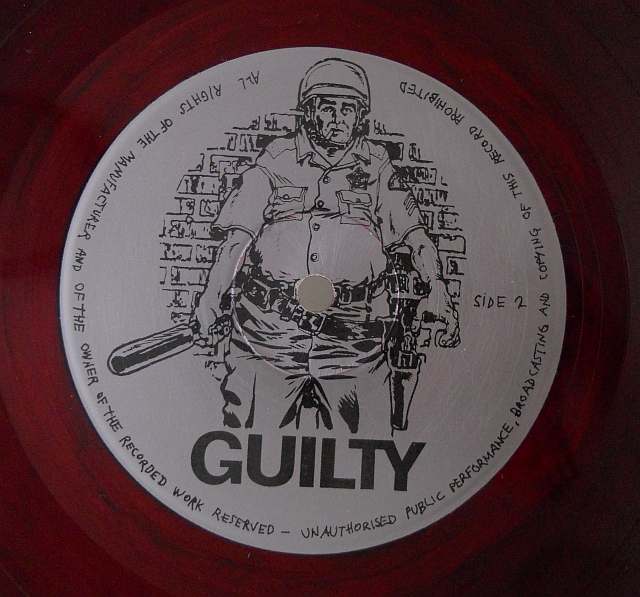 ALL RIGHTS OF THE MANUFACTURER AND OF THE OWNER OF THE RECORDED WORK RESERVED – UNAUTHORISED PUBLIC PERFORMANCE, BROADCASTING AND COPYING OF THIS RECORD PROHIBITED
SIDE 2
GUILTY